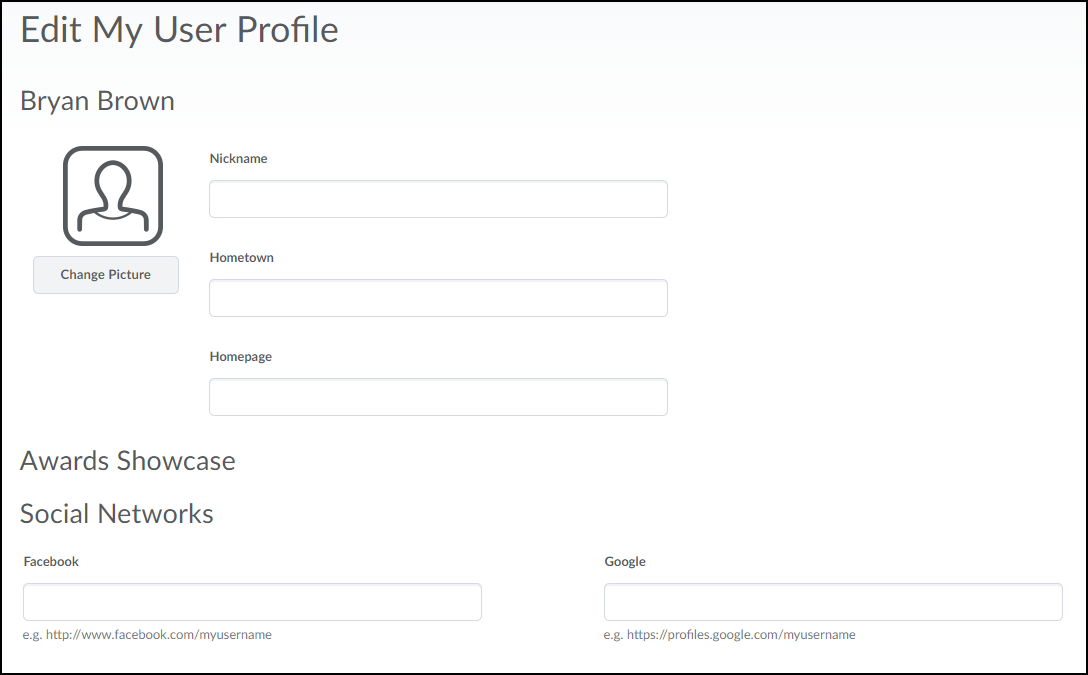 Edit My User Profile
Bryan Brown
Nickname
Change Picture
Hometown
Homepage
Awards Showcase
Social Networks
Facebook
Google
e.g. http://www.facebook.com/myusername
e.g. https://profiles.google.com/myusername